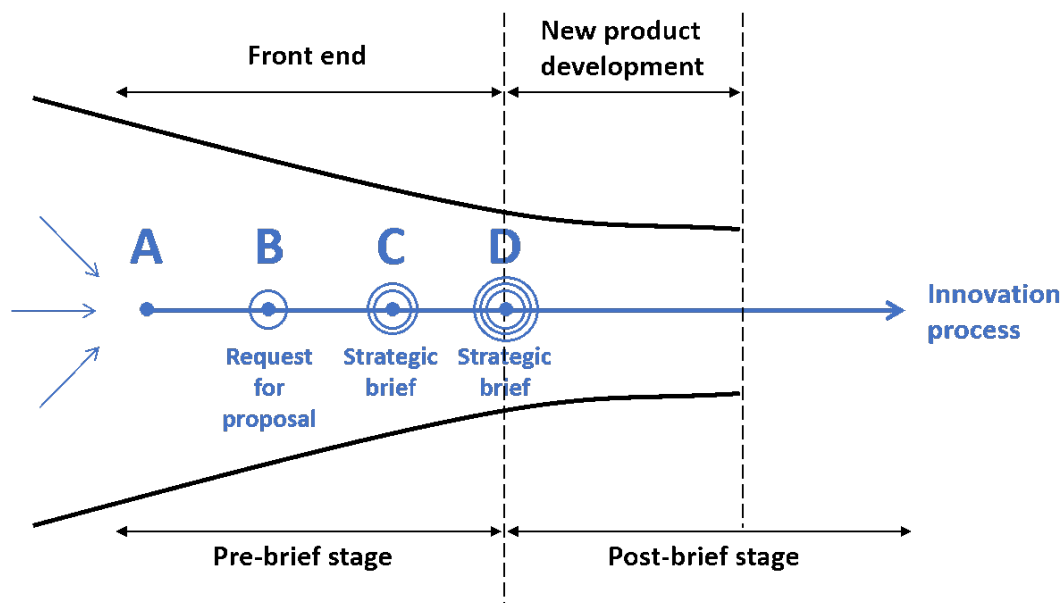 Front end
New product
development
A
B
C
D
Request
for
proposal
Strategic
brief
Strategic
brief
Innovation
process
Pre-brief stage
Post-brief stage